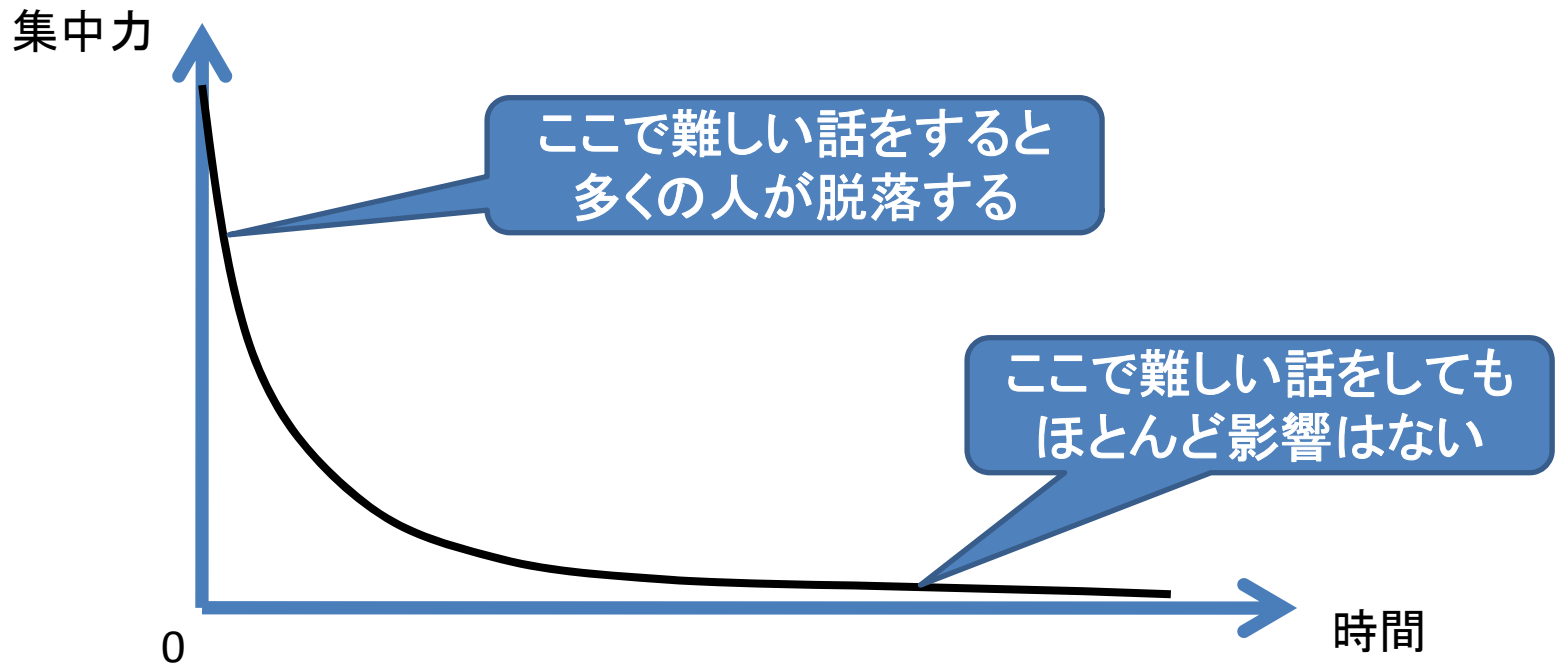 集中力
ここで難しい話をすると
多くの人が脱落する
ここで難しい話をしても
ほとんど影響はない
0
時間